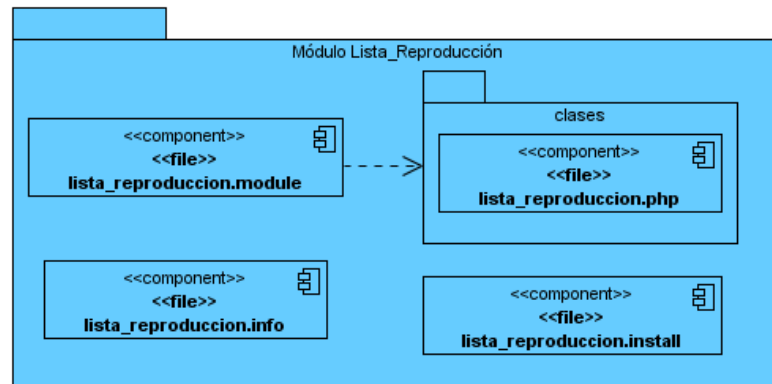 Módulo Lista_Reproducción
<<component>>
<<file>>
lista_reproduccion.module
clases
<<component>>
<<file>>
lista_reproduccion.php
<<component>>
<<file>>
lista_reproduccion.info
<<component>>
<<file>>
lista_reproduccion.install